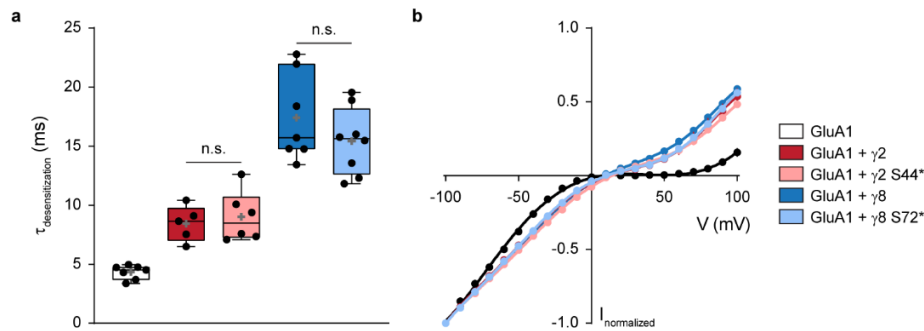 a
b
25
20
15
10
5
0
τdesensitization (ms)
n.s.
n.s.
1.0
0.5
-0.5
-1.0
-100
-50
50
100
V (mV)
Inormalized
GluA1
GluA1 + γ2
GluA1 + γ2 S44*
GluA1 + γ8
GluA1 + γ8 S72*